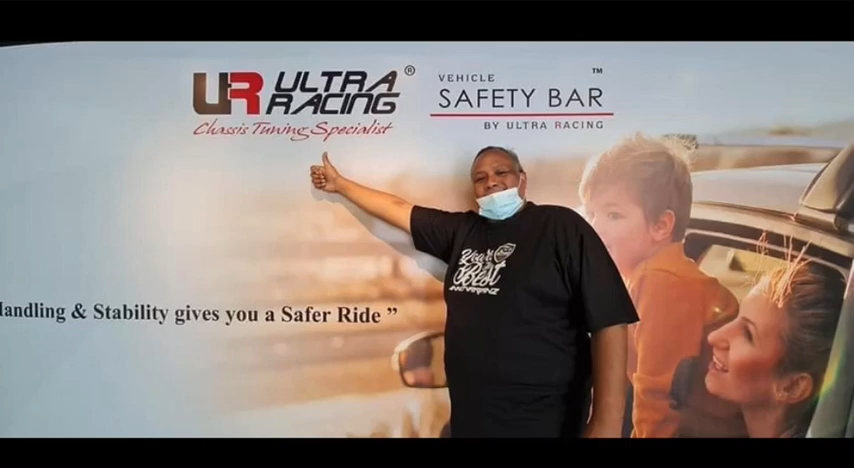 UR ULTRA RACING ®
Chassis Tuning Specialist
VEHICLE ™
SAFETY BAR
BY ULTRA RACING
Handling & Stability gives you a Safer Ride ”
Best